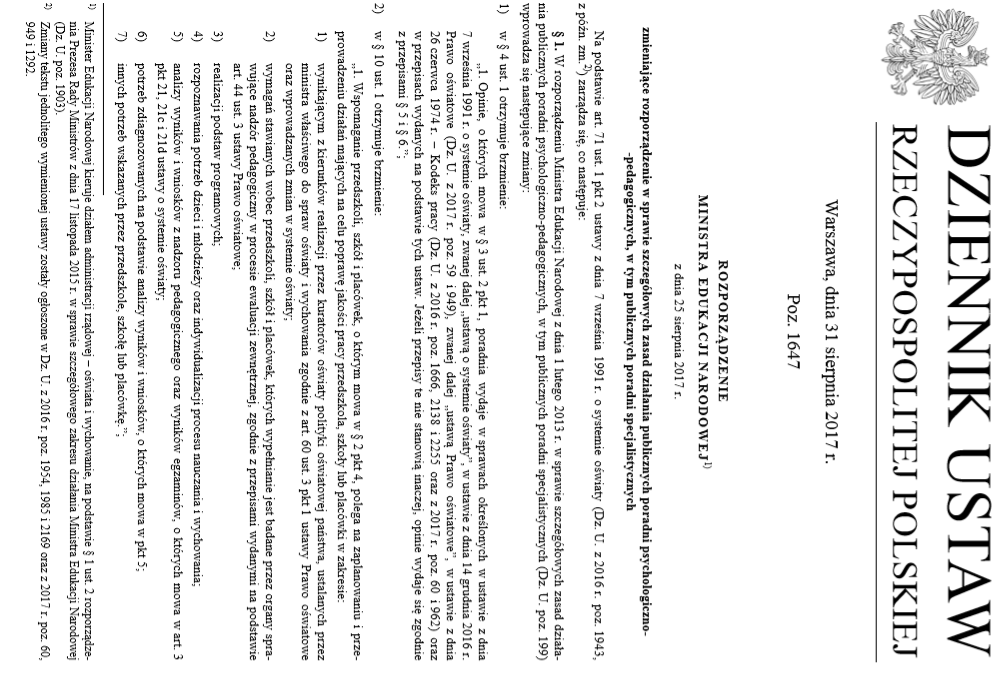 DZIENNIK USTAW
RZECZYPOSPOLITEJ POLSKIEJ
Warszawa, dnia 31 sierpnia 2017 r.
Poz. 1647
ROZPORZĄDZENIE
MINISTRA EDUKACJI NARODOWEJ¹⁾
z dnia 25 sierpnia 2017 r.
zmieniające rozporządzenie w sprawie szczegółowych zasad działania publicznych poradni psychologiczno-
-pedagogicznych, w tym publicznych poradni specjalistycznych
Na podstawie art. 71 ust. 1 pkt 2 ustawy z dnia 7 września 1991 r. o systemie oświaty (Dz. U. z 2016 r. poz. 1943,
z późn. zm.²⁾) zarządza się, co następuje:
§ 1. W rozporządzeniu Ministra Edukacji Narodowej z dnia 1 lutego 2013 r. w sprawie szczegółowych zasad działa-
nia publicznych poradni psychologiczno-pedagogicznych, w tym publicznych poradni specjalistycznych (Dz. U. poz. 199)
wprowadza się następujące zmiany:
1) w § 4 ust. 1 otrzymuje brzmienie:
„1. Opinie, o których mowa w § 3 ust. 2 pkt 1, poradnia wydaje w sprawach określonych w ustawie z dnia
7 września 1991 r. o systemie oświaty, zwanej dalej „ustawą o systemie oświaty”, w ustawie z dnia 14 grudnia 2016 r.
Prawo oświatowe (Dz. U. z 2017 r. poz. 59 i 949), zwanej dalej „ustawą Prawo oświatowe”, w ustawie z dnia
26 czerwca 1974 r. – Kodeks pracy (Dz. U. z 2016 r. poz. 1666, 2138 i 2255 oraz z 2017 r. poz. 60 i 962) oraz
w przepisach wydanych na podstawie tych ustaw. Jeżeli przepisy te nie stanowią inaczej, opinie wydaje się zgodnie
z przepisami § 5 i § 6.”;
2) w § 10 ust. 1 otrzymuje brzmienie:
„1. Wspomaganie przedszkoli, szkół i placówek, o którym mowa w § 2 pkt 4, polega na zaplanowaniu i prze-
prowadzeniu działań mających na celu poprawę jakości pracy przedszkola, szkoły lub placówki w zakresie:
1) wynikającym z kierunków realizacji przez kuratorów oświaty polityki oświatowej państwa, ustalanych przez
ministra właściwego do spraw oświaty i wychowania zgodnie z art. 60 ust. 3 pkt 1 ustawy Prawo oświatowe
oraz wprowadzanych zmian w systemie oświaty;
2) wymagań stawianych wobec przedszkoli, szkół i placówek, których wypełnianie jest badane przez organy spra-
wujące nadzór pedagogiczny w procesie ewaluacji zewnętrznej, zgodnie z przepisami wydanymi na podstawie
art. 44 ust. 3 ustawy Prawo oświatowe;
3) realizacji podstaw programowych;
4) rozpoznawania potrzeb dzieci i młodzieży oraz indywidualizacji procesu nauczania i wychowania;
5) analizy wyników i wniosków z nadzoru pedagogicznego oraz wyników egzaminów, o których mowa w art. 3
pkt 21, 21c i 21d ustawy o systemie oświaty;
6) potrzeb zdiagnozowanych na podstawie analizy wyników i wniosków, o których mowa w pkt 5;
7) innych potrzeb wskazanych przez przedszkole, szkołę lub placówkę.”;
¹⁾ Minister Edukacji Narodowej kieruje działem administracji rządowej – oświata i wychowanie, na podstawie § 1 ust. 2 rozporządze-
nia Prezesa Rady Ministrów z dnia 17 listopada 2015 r. w sprawie szczegółowego zakresu działania Ministra Edukacji Narodowej
(Dz. U. poz. 1903).
²⁾ Zmiany tekstu jednolitego wymienionej ustawy zostały ogłoszone w Dz. U. z 2016 r. poz. 1954, 1985 i 2169 oraz z 2017 r. poz. 60,
949 i 1292.